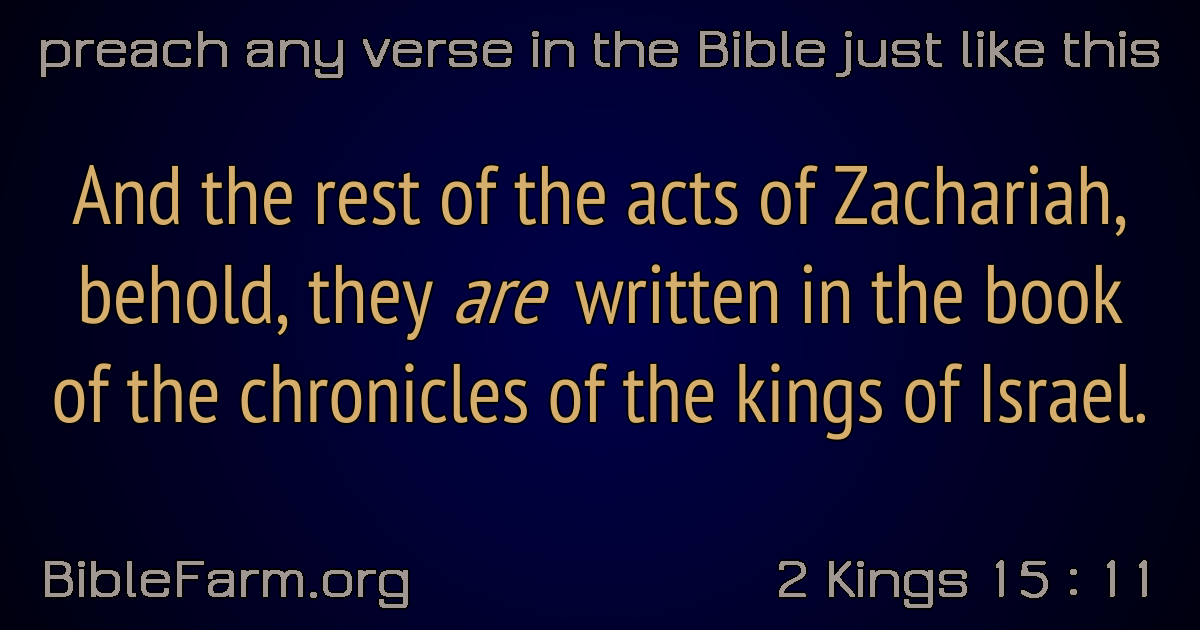 preach any verse in the Bible just like this
And the rest of the acts of Zachariah,
behold, they are written in the book
of the chronicles of the kings of Israel.
BibleFarm.org
2 Kings 15 : 11